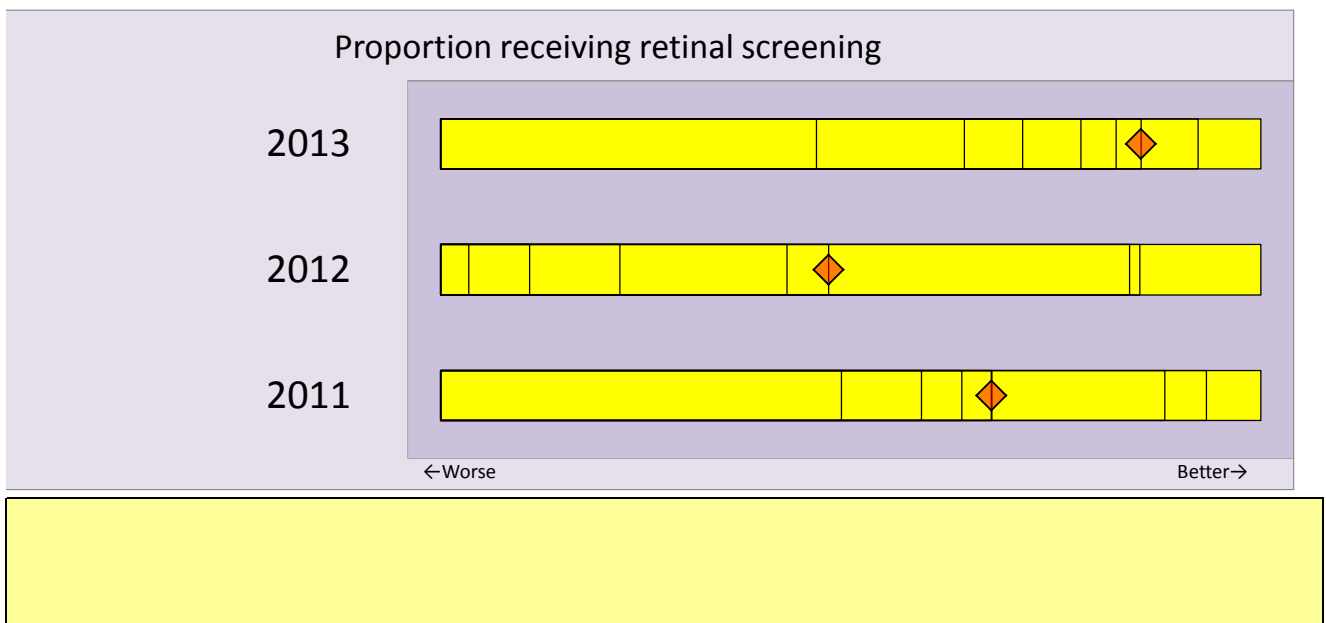 Proportion receiving retinal screening
2013
2012
2011
←Worse Better→